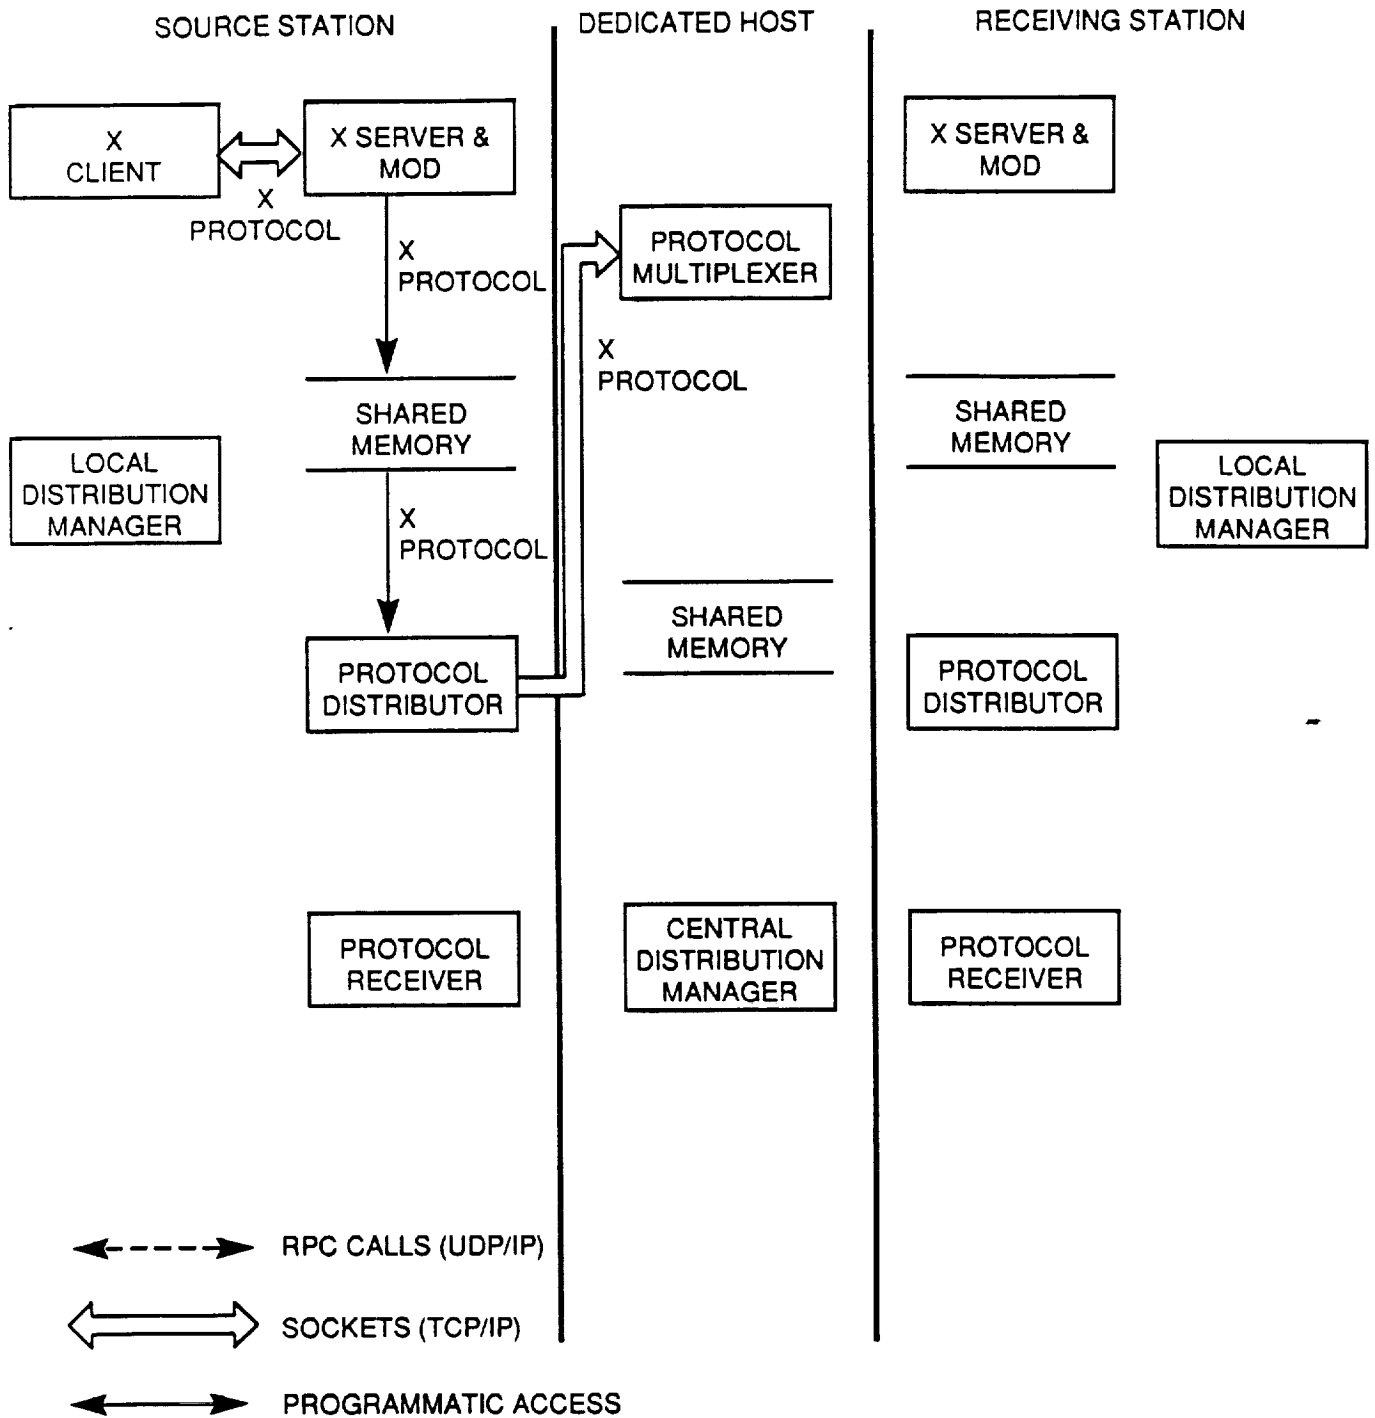 SOURCE STATION
DEDICATED HOST
RECEIVING STATION
X
CLIENT
X SERVER &
MOD
X SERVER &
MOD
X
PROTOCOL
X
PROTOCOL
PROTOCOL
MULTIPLEXER
X
PROTOCOL
SHARED
MEMORY
SHARED
MEMORY
LOCAL
DISTRIBUTION
MANAGER
LOCAL
DISTRIBUTION
MANAGER
X
PROTOCOL
SHARED
MEMORY
PROTOCOL
DISTRIBUTOR
PROTOCOL
DISTRIBUTOR
PROTOCOL
RECEIVER
CENTRAL
DISTRIBUTION
MANAGER
PROTOCOL
RECEIVER
RPC CALLS (UDP/IP)
SOCKETS (TCP/IP)
PROGRAMMATIC ACCESS